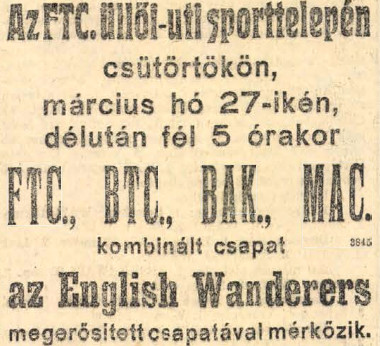 Az FTC. üllői-uti sporttelepén
csütörtökön,
március hó 27-ikén,
délután fél 5 órakor
FTC., BTC., BAK., MAC.
kombinált csapat 3845
az English Wanderers
megerősitett csapatával mérkőzik.